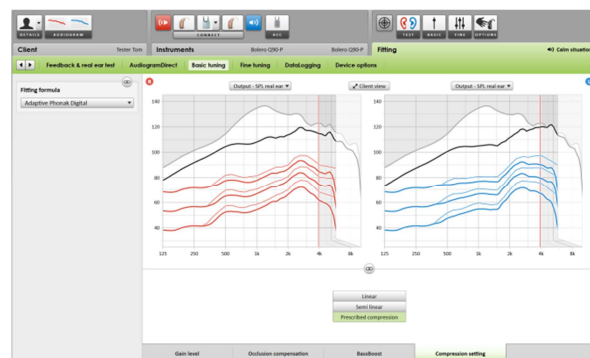 DETAILS AUDIOGRAM CONNECT ACC TEST BASIC FINE OPTIONS
Client Tester Tom Instruments Bolero Q90-P Bolero Q90-P Fitting Calm situation
Feedback & real ear test AudiogramDirect Basic tuning Fine tuning DataLogging Device options
Fitting formula
Adaptive Phonak Digital
Output - SPL real ear Client view Output - SPL real ear
140 140
120 120
100 100
80 80
60 60
40 40
125 250 500 1k 2k 4k 8k 125 250 500 1k 2k 4k 8k
Linear
Semi linear
Prescribed compression
Gain level Occlusion compensation BassBoost Compression setting